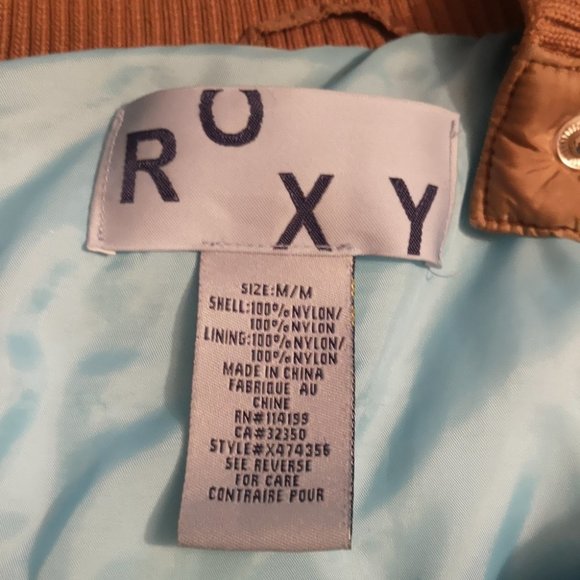 ROXY
SIZE:M/M
SHELL:100%NYLON/
100%NYLON
LINING:100%NYLON/
100%NYLON
MADE IN CHINA
FABRIQUE AU
CHINE
RN#114199
CA#32350
STYLE#X474356
SEE REVERSE
FOR CARE
CONTRAIRE POUR